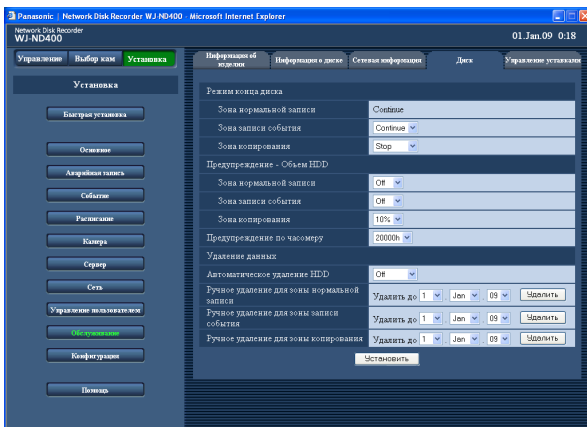 Panasonic | Network Disk Recorder WJ-ND400 - Microsoft Internet Explorer
Network Disk Recorder
WJ-ND400
01.Jan.09 0:18
Управление Выбор кам Установка
Информация об изделии Информация о диске Сетевая информация Диск Управление уставками
Установка
Быстрая установка
Основное
Аварийная запись
Событие
Расписание
Камера
Сервер
Сеть
Управление пользователем
Обслуживание
Конфигурация
Помощь
Режим конца диска
Зона нормальной записи Continue
Зона записи события Continue
Зона копирования Stop
Предупреждение - Объем HDD
Зона нормальной записи Off
Зона записи события Off
Зона копирования 10%
Предупреждение по часомеру 20000h
Удаление данных
Автоматическое удаление HDD Off
Ручное удаление для зоны нормальной
записи Удалить до 1 . Jan . 09 Удалить
Ручное удаление для зоны записи
события Удалить до 1 . Jan . 09 Удалить
Ручное удаление для зоны копирования Удалить до 1 . Jan . 09 Удалить
Установить